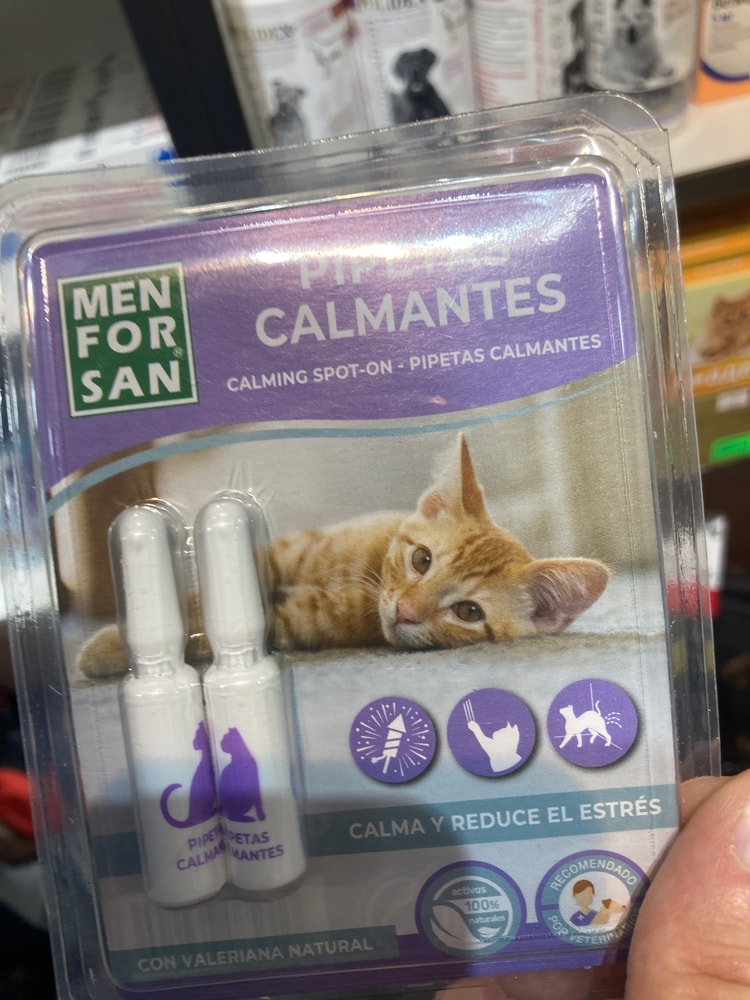 MEN
FOR
SAN®
PIPETAS
CALMANTES
CALMING SPOT-ON - PIPETAS CALMANTES
CALMA Y REDUCE EL ESTRÉS
activos
100%
naturales
RECOMENDADO
POR VETERINARIOS
CON VALERIANA NATURAL